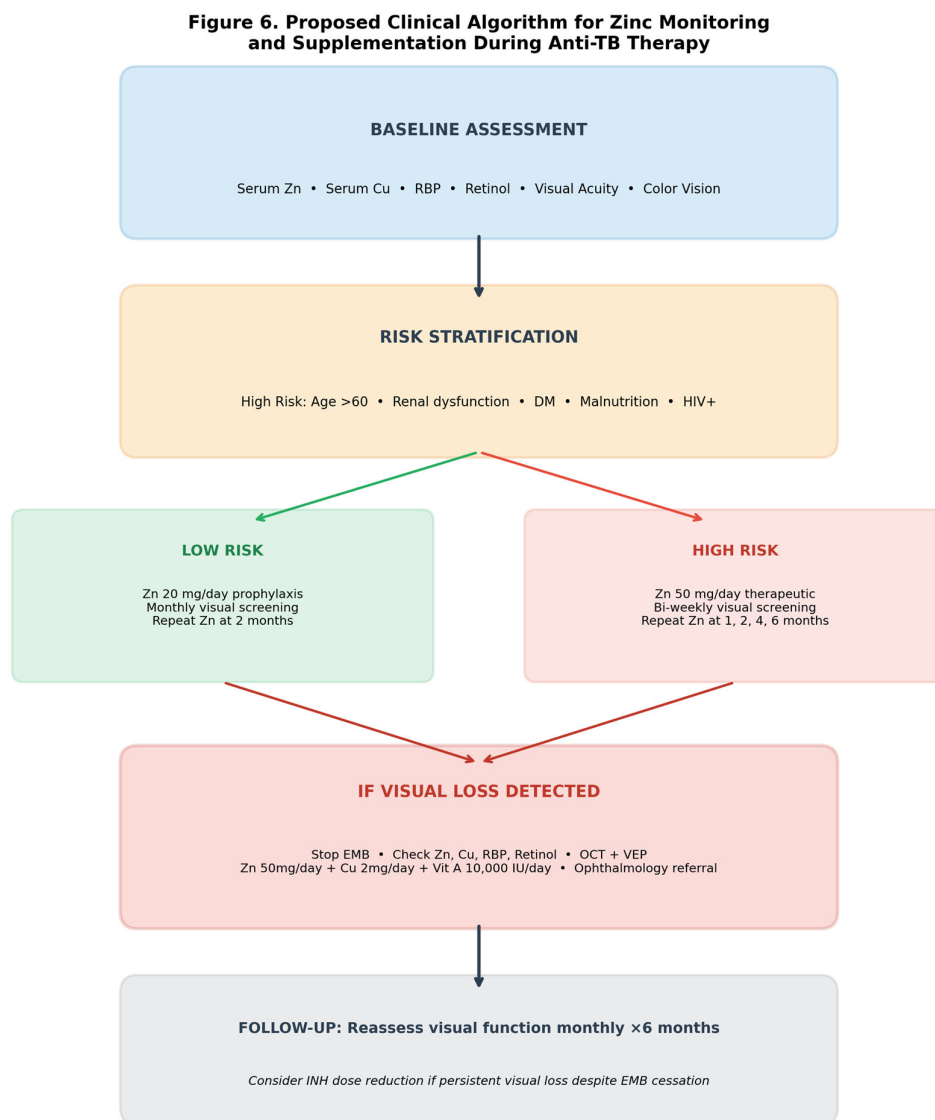 Figure 6. Proposed Clinical Algorithm for Zinc Monitoring
and Supplementation During Anti-TB Therapy
BASELINE ASSESSMENT
Serum Zn • Serum Cu • RBP • Retinol • Visual Acuity • Color Vision
RISK STRATIFICATION
High Risk: Age >60 • Renal dysfunction • DM • Malnutrition • HIV+
LOW RISK
Zn 20 mg/day prophylaxis
Monthly visual screening
Repeat Zn at 2 months
HIGH RISK
Zn 50 mg/day therapeutic
Bi-weekly visual screening
Repeat Zn at 1, 2, 4, 6 months
IF VISUAL LOSS DETECTED
Stop EMB • Check Zn, Cu, RBP, Retinol • OCT + VEP
Zn 50mg/day + Cu 2mg/day + Vit A 10,000 IU/day • Ophthalmology referral
FOLLOW-UP: Reassess visual function monthly ×6 months
Consider INH dose reduction if persistent visual loss despite EMB cessation